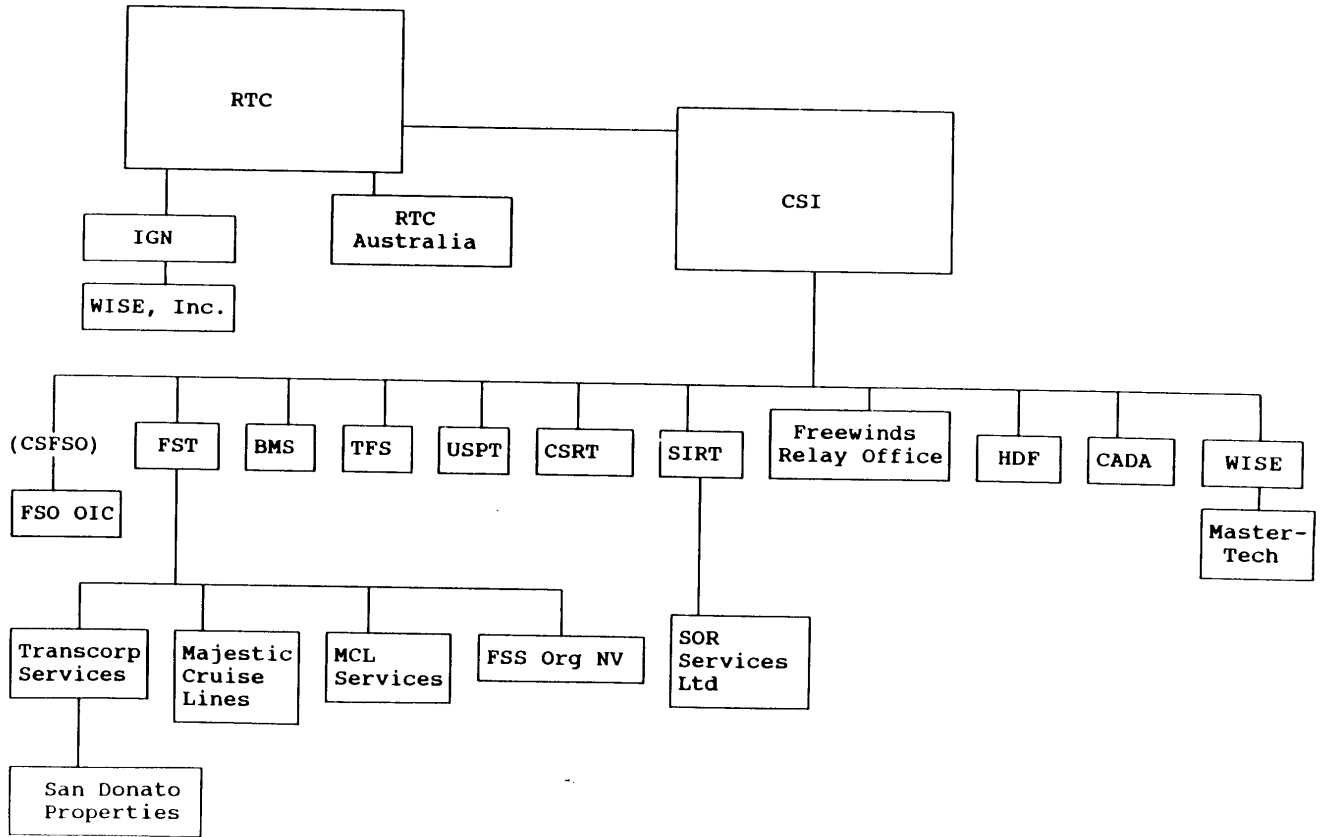 RTC
CSI
IGN
RTC
Australia
WISE, Inc.
(CSFSO)
FST
BMS
TFS
USPT
CSRT
SIRT
Freewinds
Relay Office
HDF
CADA
WISE
FSO OIC
Master-
Tech
Transcorp
Services
Majestic
Cruise
Lines
MCL
Services
FSS Org NV
SOR
Services
Ltd
San Donato
Properties